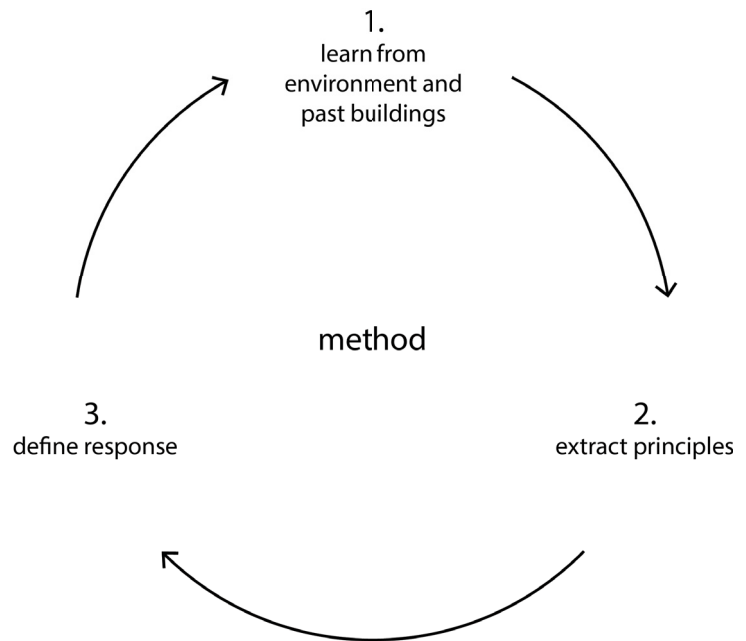 1.
learn from
environment and
past buildings
method
3.
define response
2.
extract principles